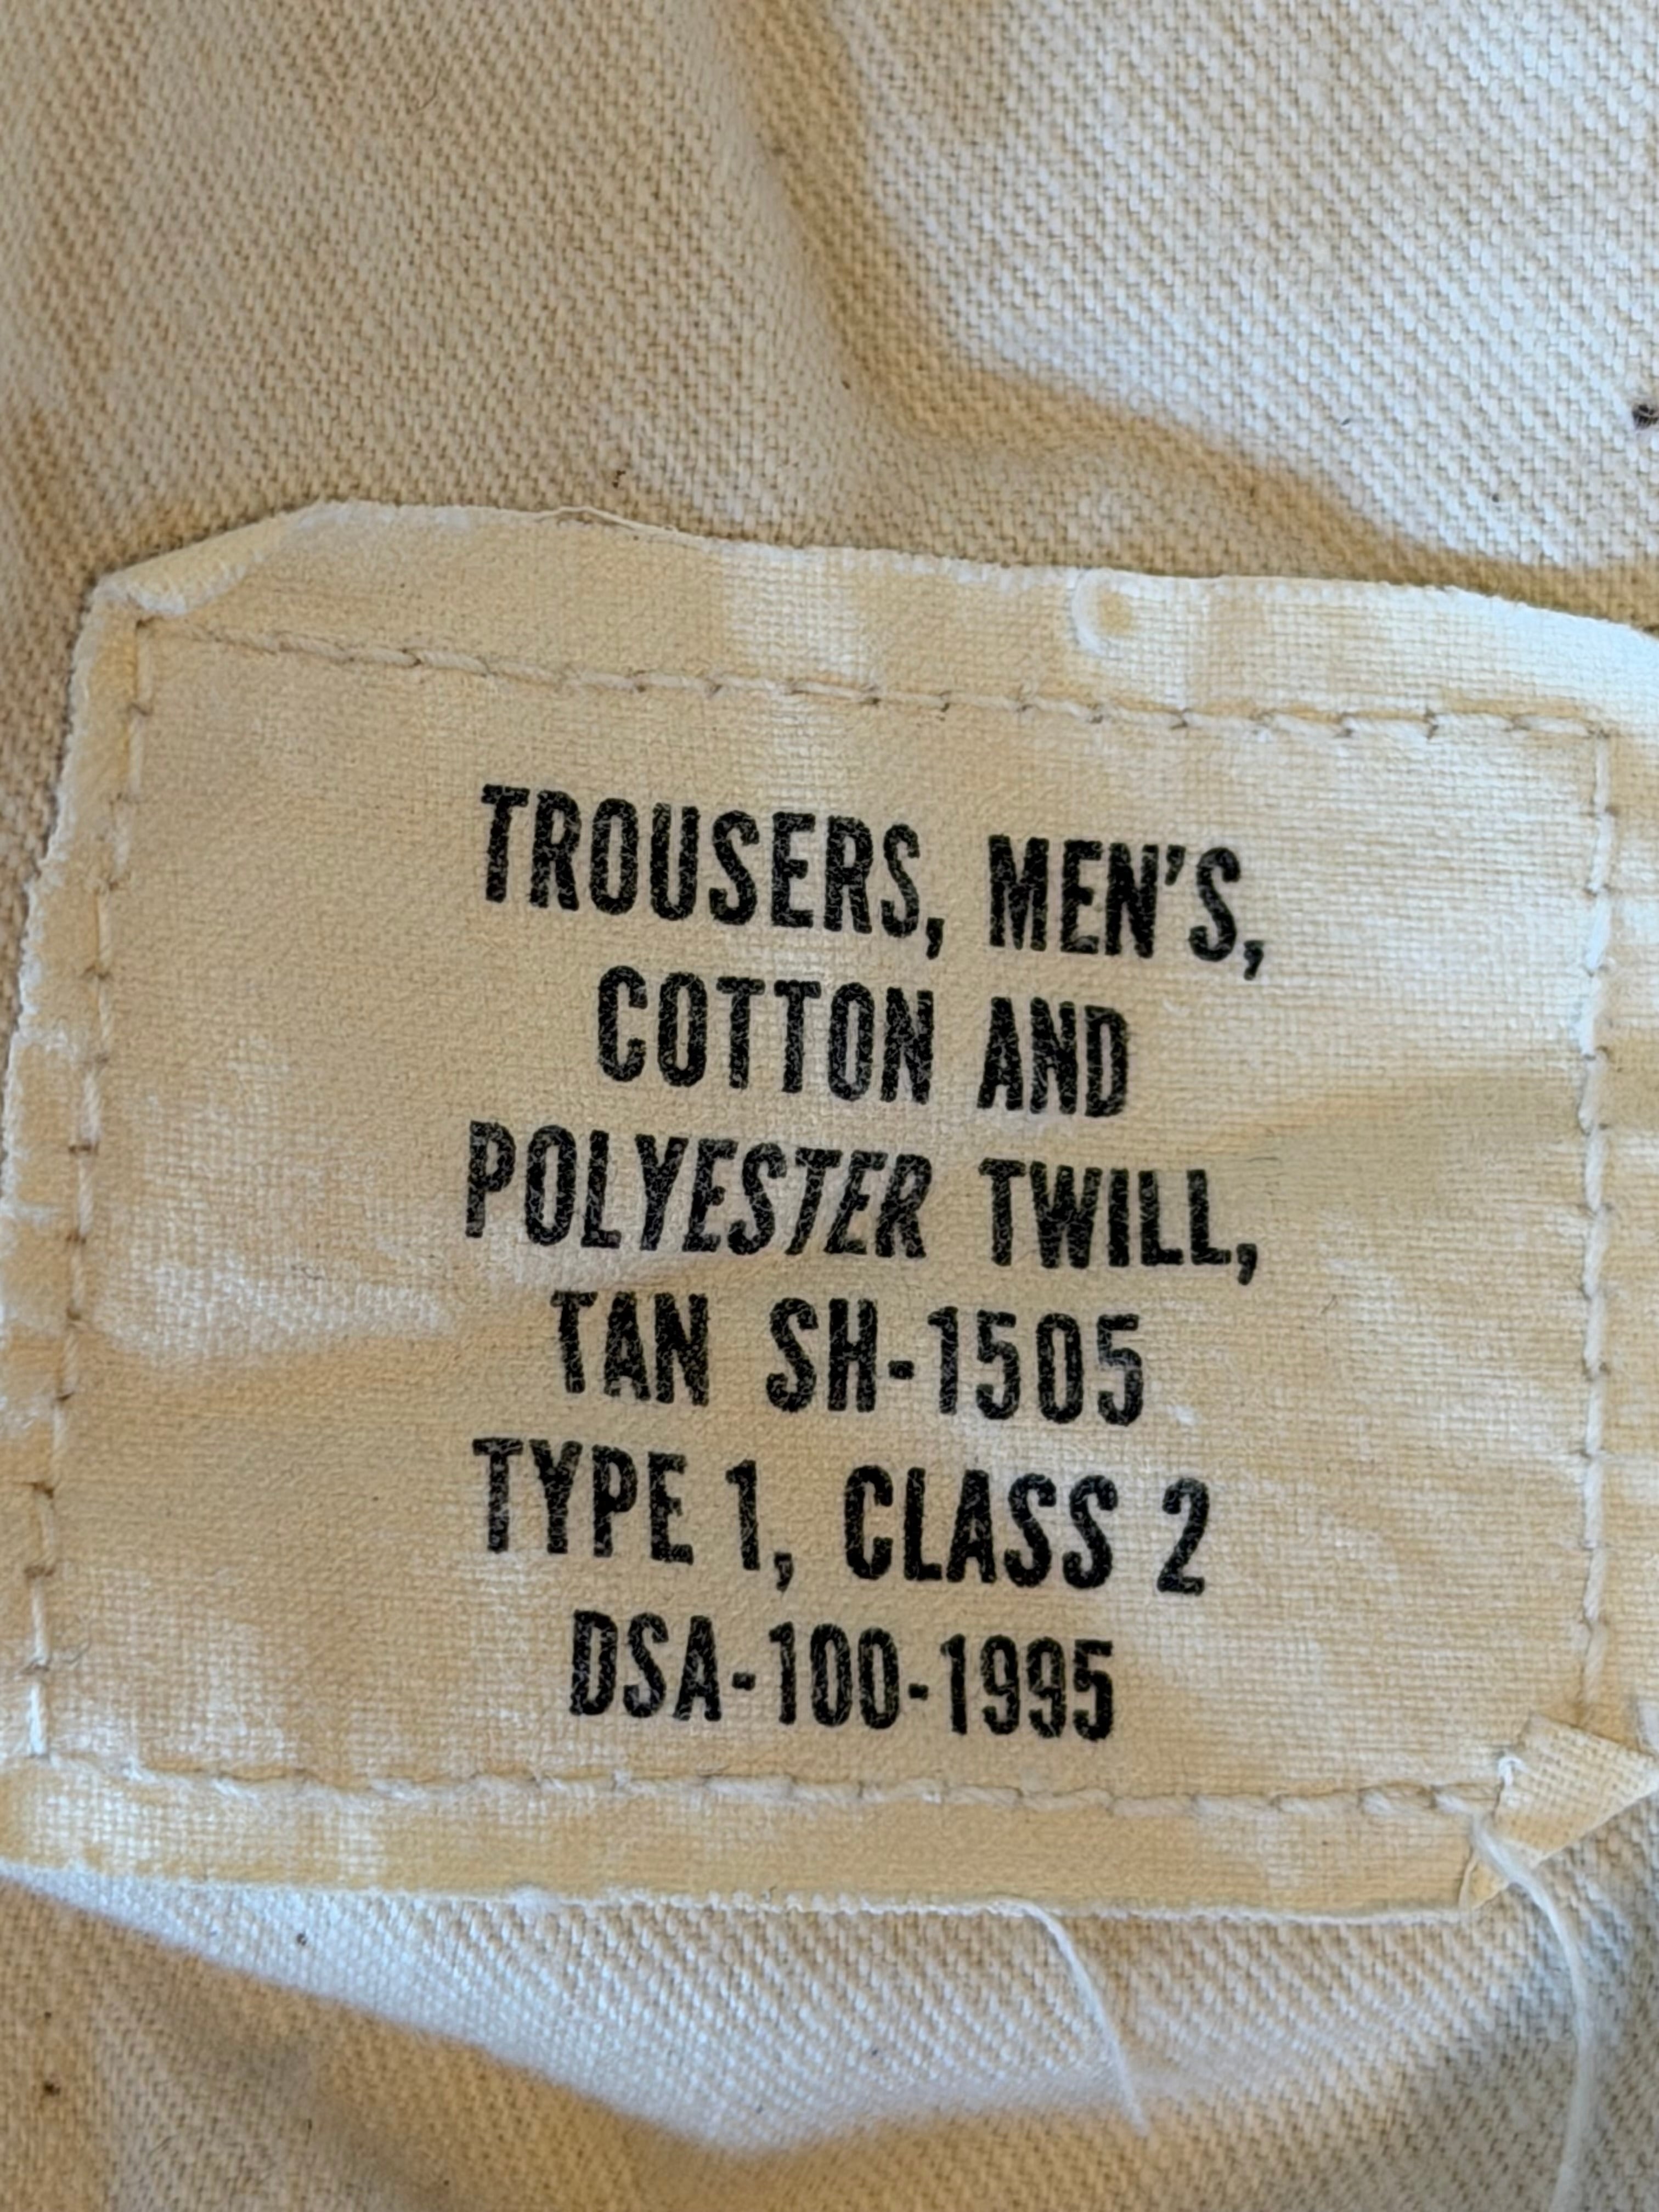 TROUSERS, MEN'S,
COTTON AND
POLYESTER TWILL,
TAN SH-1505
TYPE 1, CLASS 2
DSA-100-1995